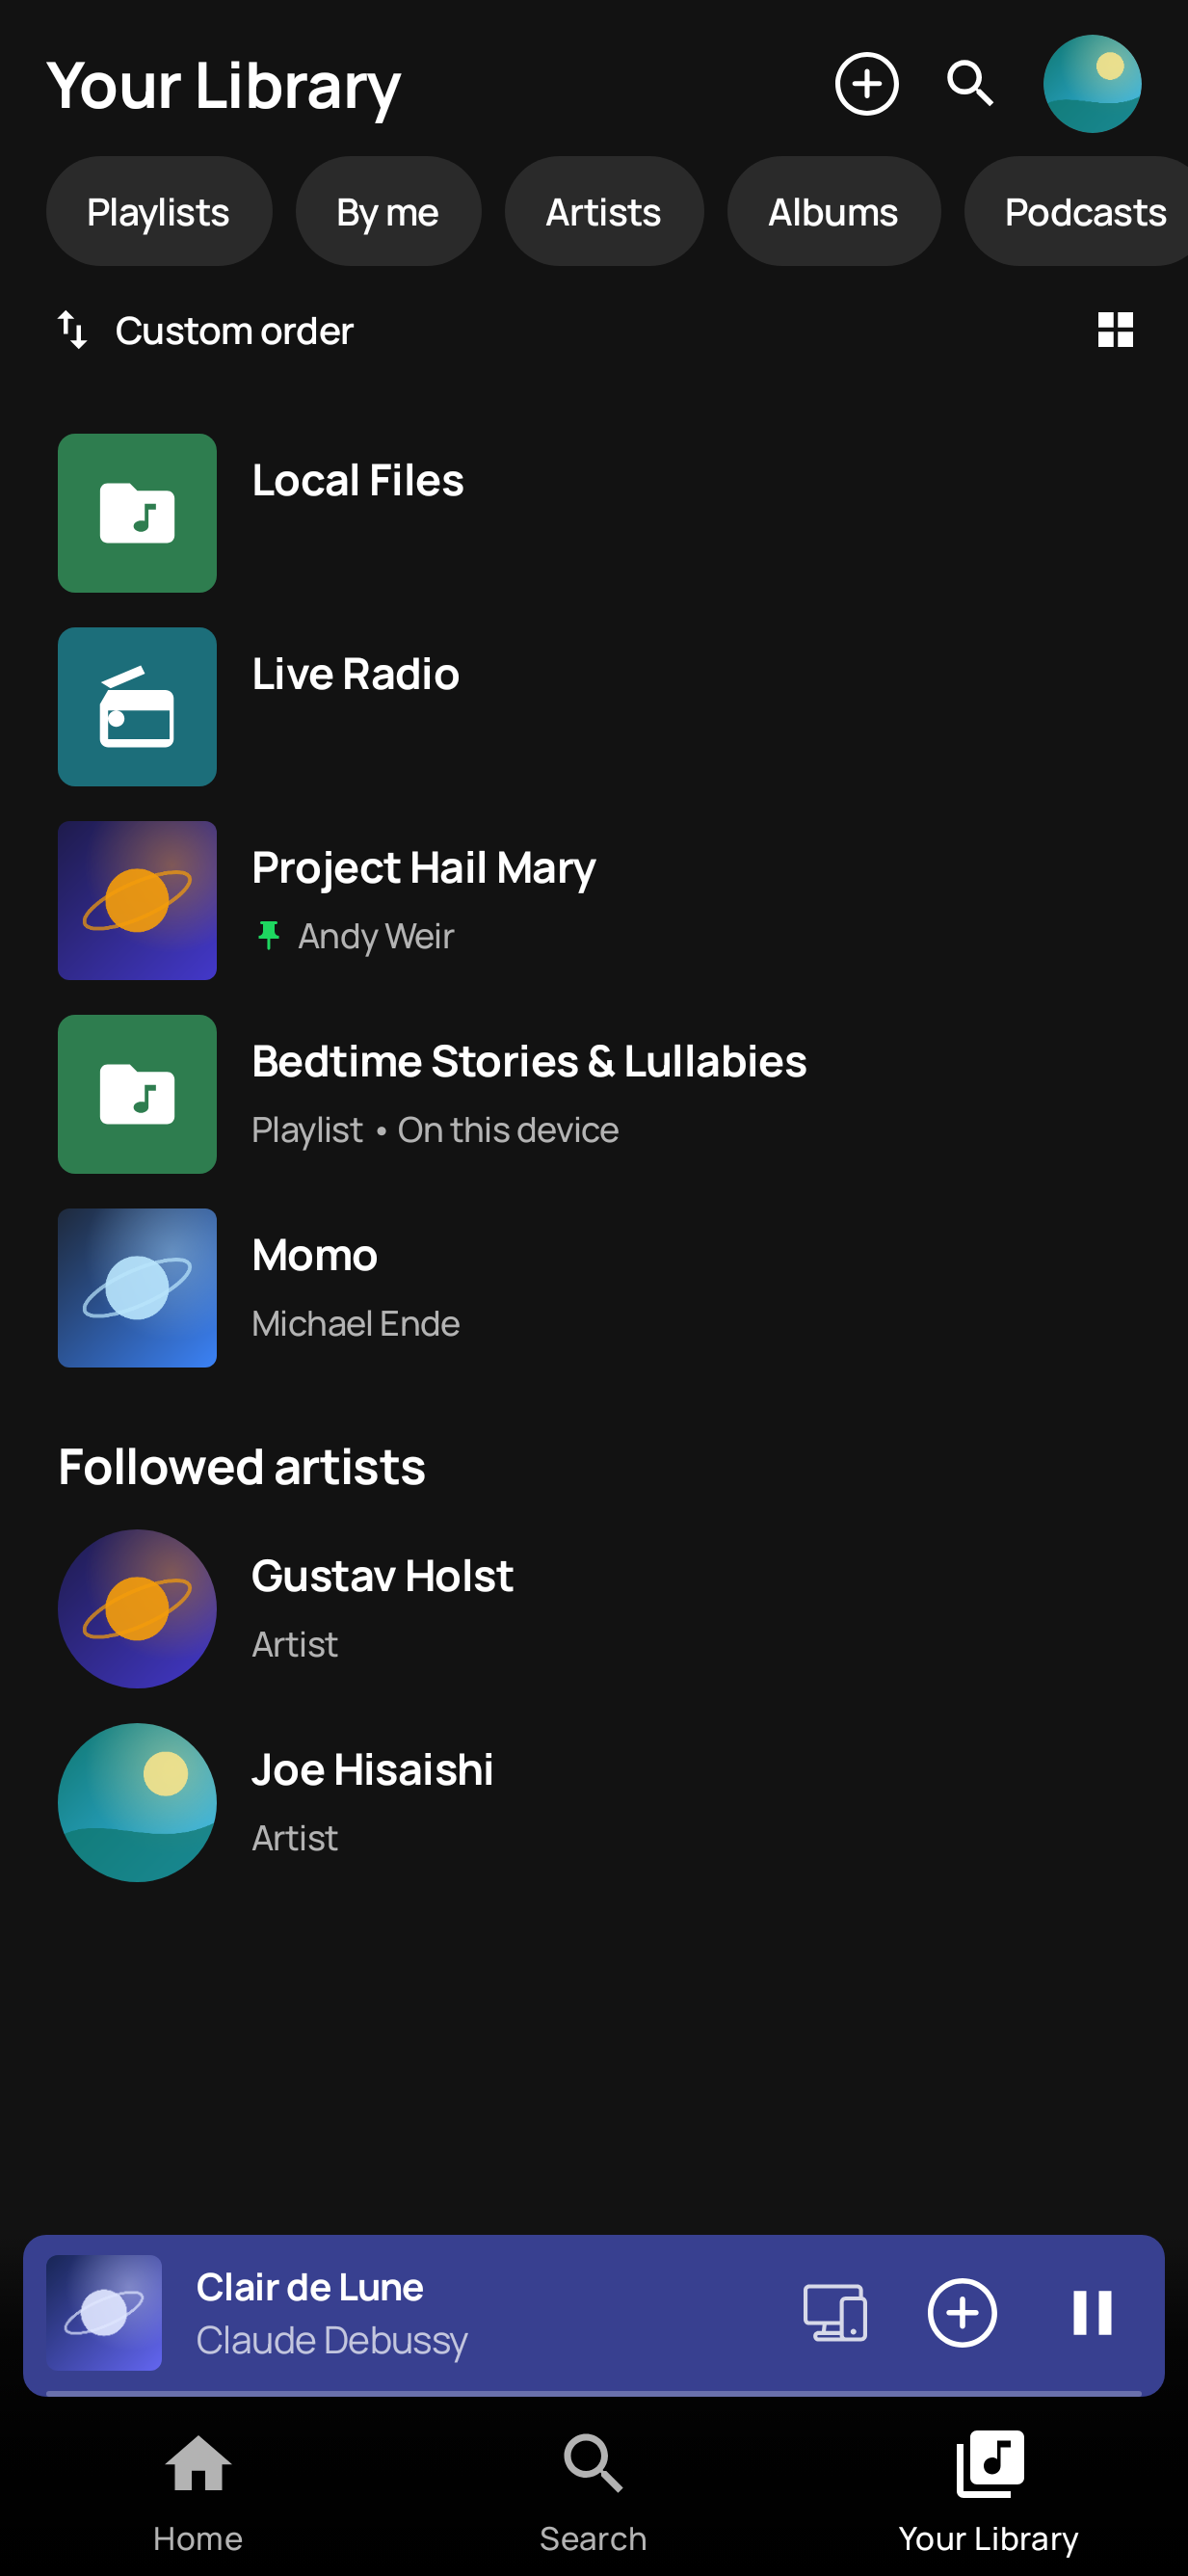 Your Library
Playlists
By me
Artists
Albums
Podcasts
Custom order
Local Files
Live Radio
Project Hail Mary
Andy Weir
Bedtime Stories & Lullabies
Playlist • On this device
Momo
Michael Ende
Followed artists
Gustav Holst
Artist
Joe Hisaishi
Artist
Clair de Lune
Claude Debussy
Home
Search
Your Library